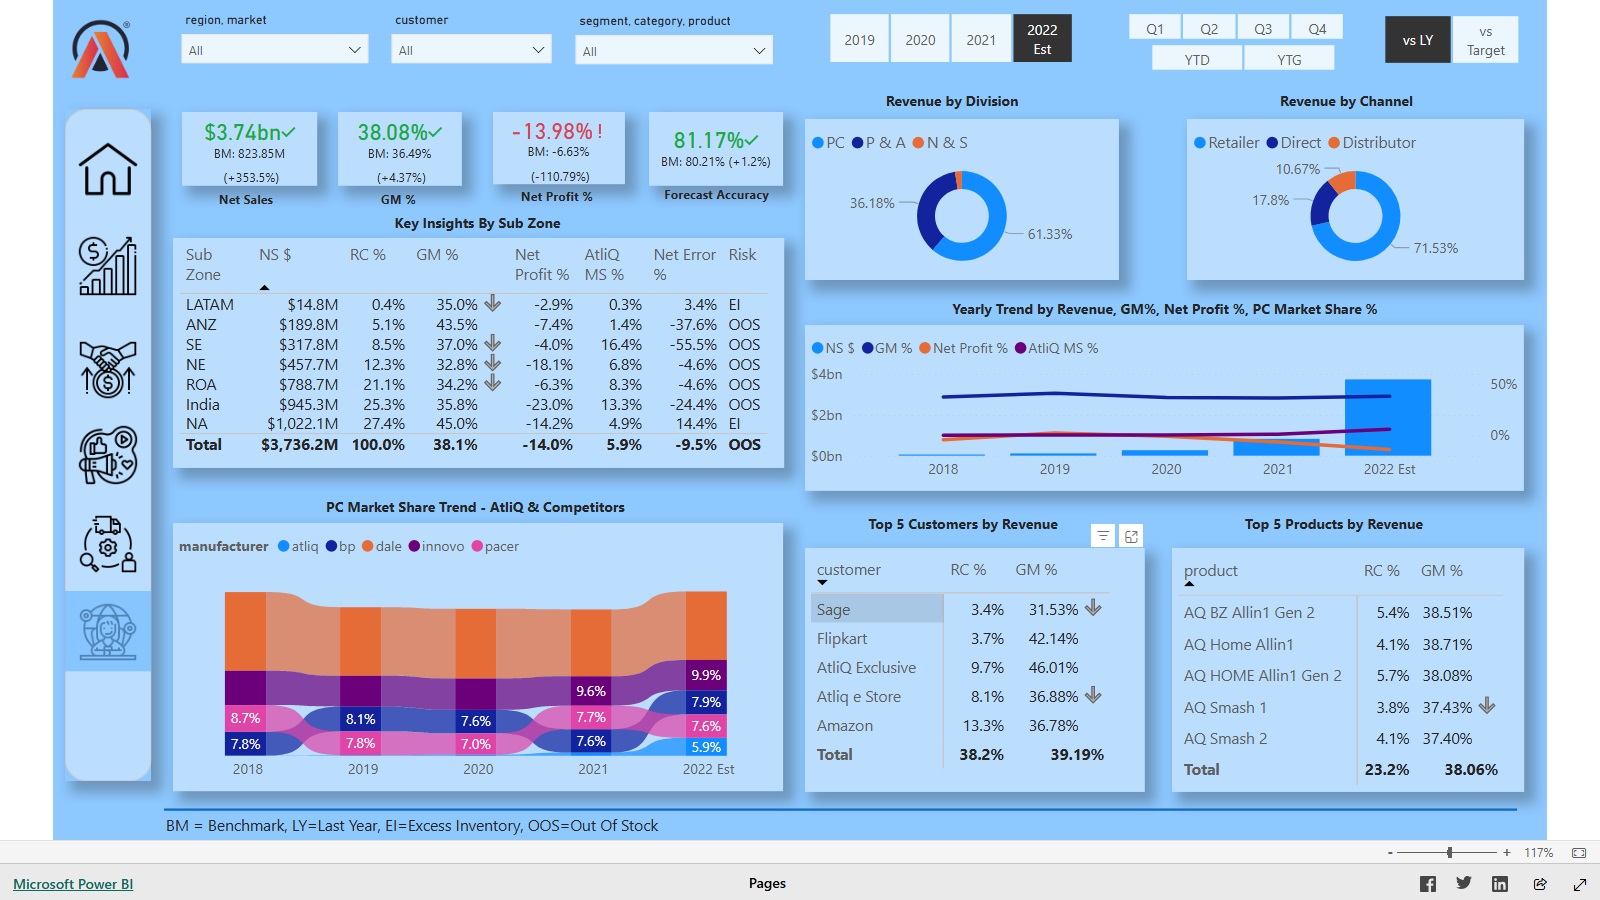 region, market
customer
segment, category, product
All
All
All
2019
2020
2021
2022
Est
Q1
Q2
Q3
Q4
YTD
YTG
vs LY
vs
Target
$3.74bn
BM: 823.85M
(+353.5%)
Net Sales
38.08%
BM: 36.49%
(+4.37%)
GM %
-13.98% !
BM: -6.63%
(-110.79%)
Net Profit %
81.17%
BM: 80.21% (+1.2%)
Forecast Accuracy
Key Insights By Sub Zone
Sub Zone NS $ RC % GM % Net Profit % AtliQ MS % Net Error % Risk
LATAM $14.8M 0.4% 35.0% -2.9% 0.3% 3.4% EI
ANZ $189.8M 5.1% 43.5% -7.4% 1.4% -37.6% OOS
SE $317.8M 8.5% 37.0% -4.0% 16.4% -55.5% OOS
NE $457.7M 12.3% 32.8% -18.1% 6.8% -4.6% OOS
ROA $788.7M 21.1% 34.2% -6.3% 8.3% -4.6% OOS
India $945.3M 25.3% 35.8% -23.0% 13.3% -24.4% OOS
NA $1,022.1M 27.4% 45.0% -14.2% 4.9% 14.4% EI
Total $3,736.2M 100.0% 38.1% -14.0% 5.9% -9.5% OOS
Revenue by Division
PC P & A N & S
36.18%
61.33%
Revenue by Channel
Retailer Direct Distributor
10.67%
17.8%
71.53%
Yearly Trend by Revenue, GM%, Net Profit %, PC Market Share %
NS $ GM % Net Profit % AtliQ MS %
$4bn
$2bn
$0bn
50%
0%
2018 2019 2020 2021 2022 Est
PC Market Share Trend - AtliQ & Competitors
manufacturer atliq bp dale innovo pacer
8.7%
7.8%
8.1%
7.8%
7.6%
7.0%
9.6%
7.7%
7.6%
9.9%
7.9%
7.6%
5.9%
2018 2019 2020 2021 2022 Est
Top 5 Customers by Revenue
customer RC % GM %
Sage 3.4% 31.53%
Flipkart 3.7% 42.14%
AtliQ Exclusive 9.7% 46.01%
Atliq e Store 8.1% 36.88%
Amazon 13.3% 36.78%
Total 38.2% 39.19%
Top 5 Products by Revenue
product RC % GM %
AQ BZ Allin1 Gen 2 5.4% 38.51%
AQ Home Allin1 4.1% 38.71%
AQ HOME Allin1 Gen 2 5.7% 38.08%
AQ Smash 1 3.8% 37.43%
AQ Smash 2 4.1% 37.40%
Total 23.2% 38.06%
BM = Benchmark, LY=Last Year, EI=Excess Inventory, OOS=Out Of Stock
- + 117%
Microsoft Power BI
Pages